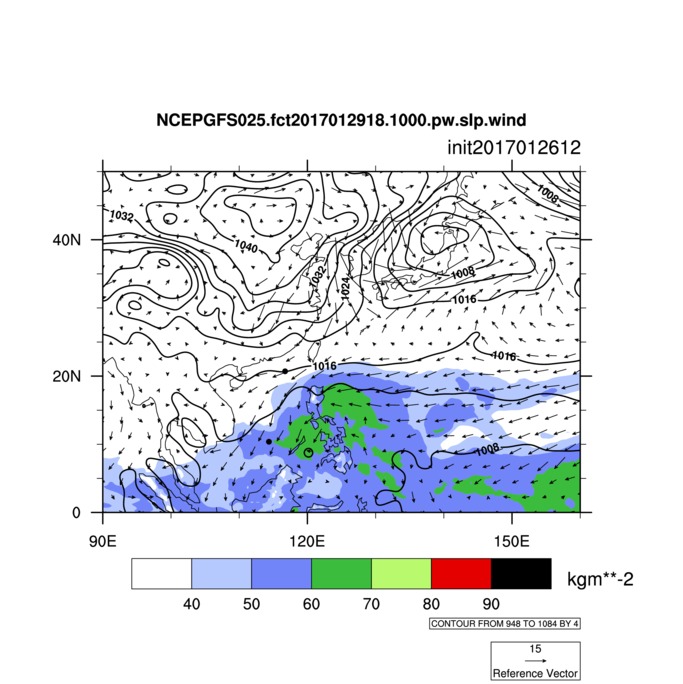 NCEPGFS025.fct2017012918.1000.pw.slp.wind
init2017012612
1008
1032
1040
40N
1032
1024
1008
1016
1016
1016
20N
1008
0
90E 120E 150E
kgm**-2
40 50 60 70 80 90
CONTOUR FROM 948 TO 1084 BY 4
15
Reference Vector